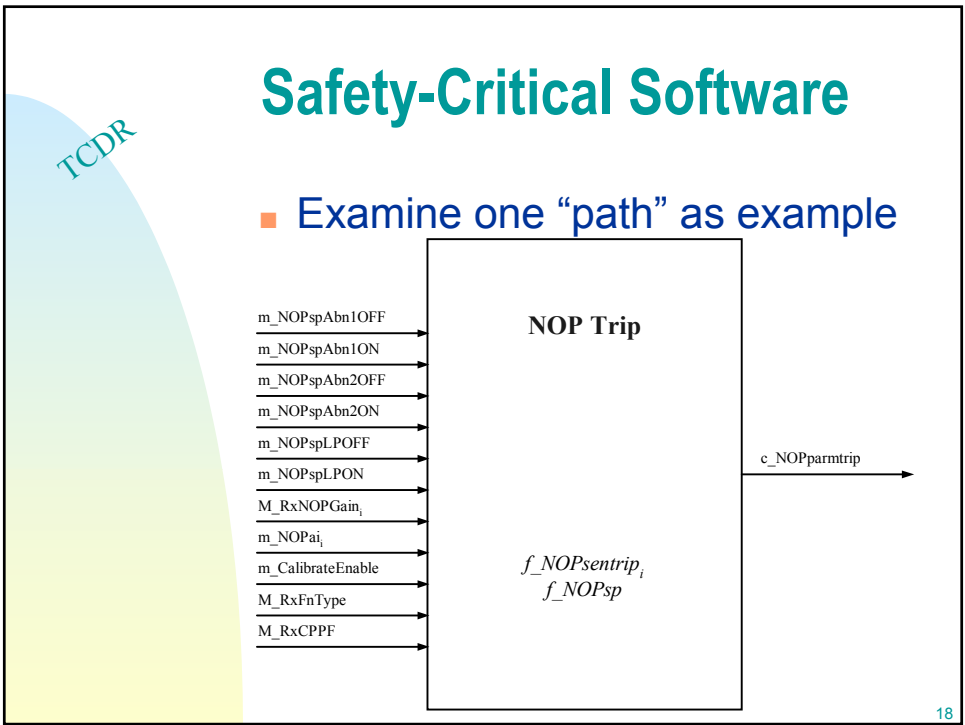 Safety-Critical Software
TCDR
■ Examine one “path” as example
m_NOPspAbn1OFF
m_NOPspAbn1ON
m_NOPspAbn2OFF
m_NOPspAbn2ON
m_NOPspLPOFF
m_NOPspLPON
M_RxNOPGainᵢ
m_NOPaiᵢ
m_CalibrateEnable
M_RxFnType
M_RxCPPF
NOP Trip
f_NOPsentripᵢ
f_NOPsp
c_NOPparmtrip
18